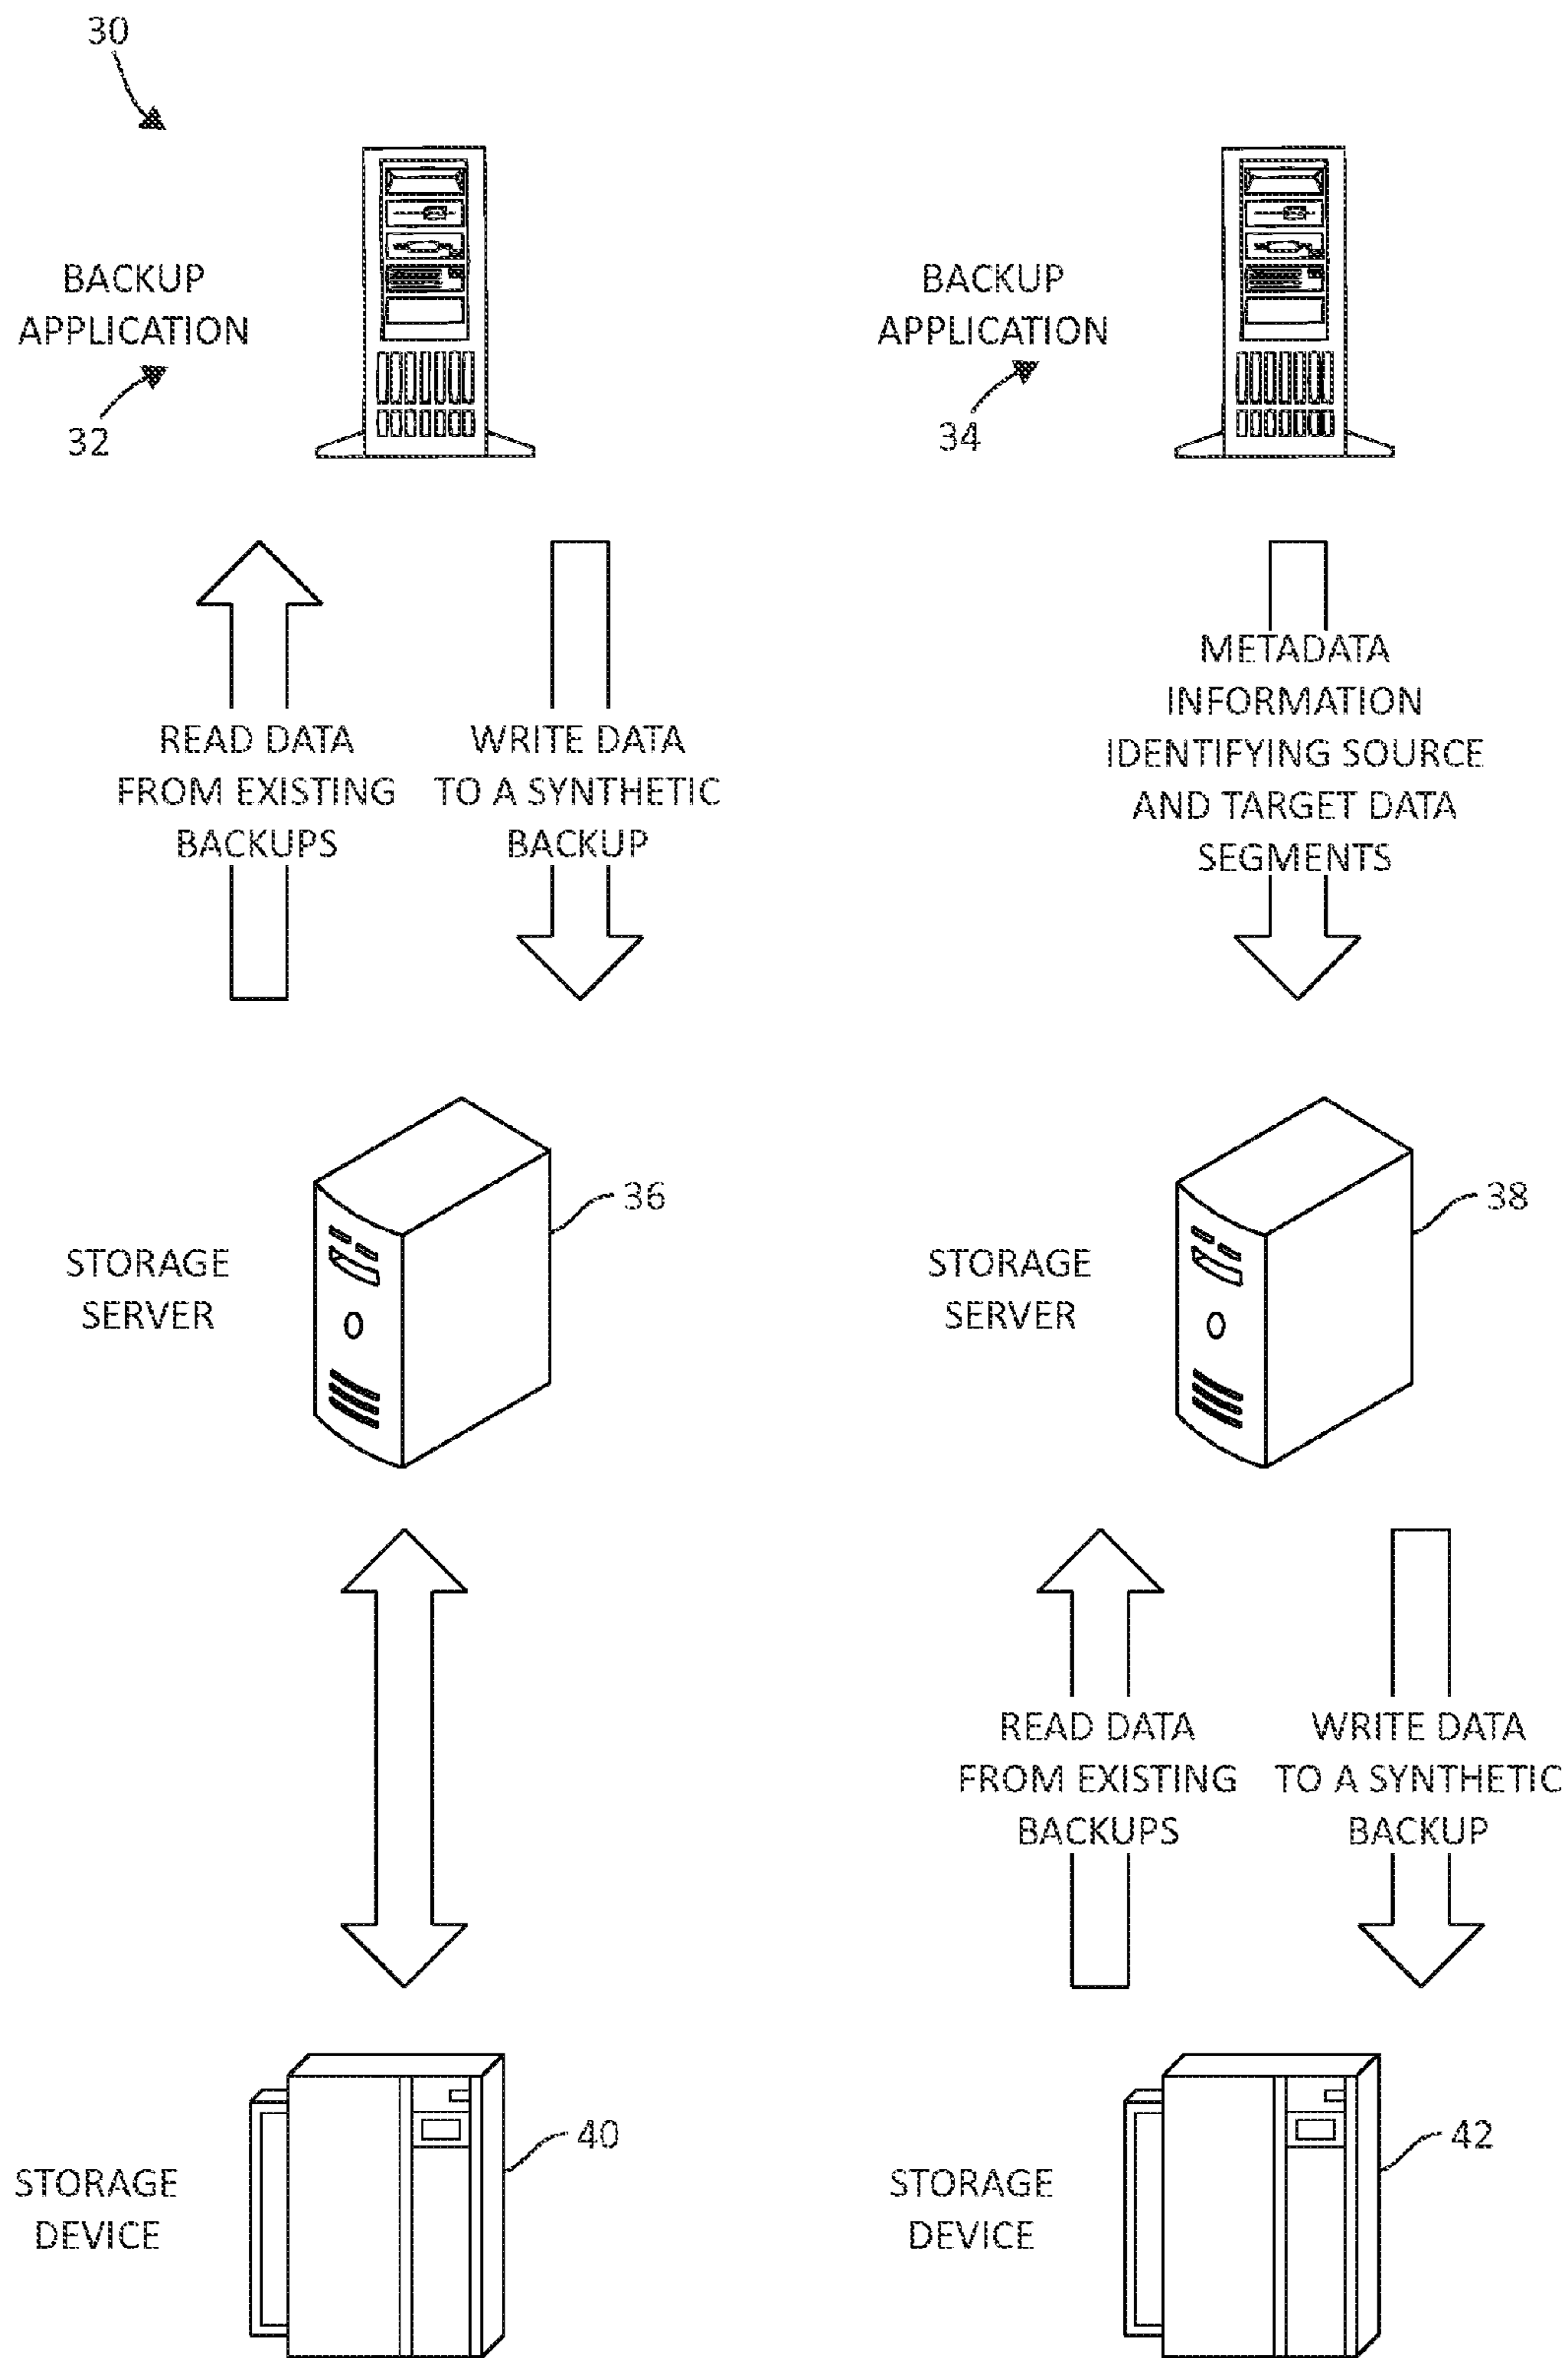 30
BACKUP
APPLICATION
32
BACKUP
APPLICATION
34
READ DATA
FROM EXISTING
BACKUPS
WRITE DATA
TO A SYNTHETIC
BACKUP
METADATA
INFORMATION
IDENTIFYING SOURCE
AND TARGET DATA
SEGMENTS
STORAGE
SERVER
36
STORAGE
SERVER
38
READ DATA
FROM EXISTING
BACKUPS
WRITE DATA
TO A SYNTHETIC
BACKUP
STORAGE
DEVICE
40
STORAGE
DEVICE
42